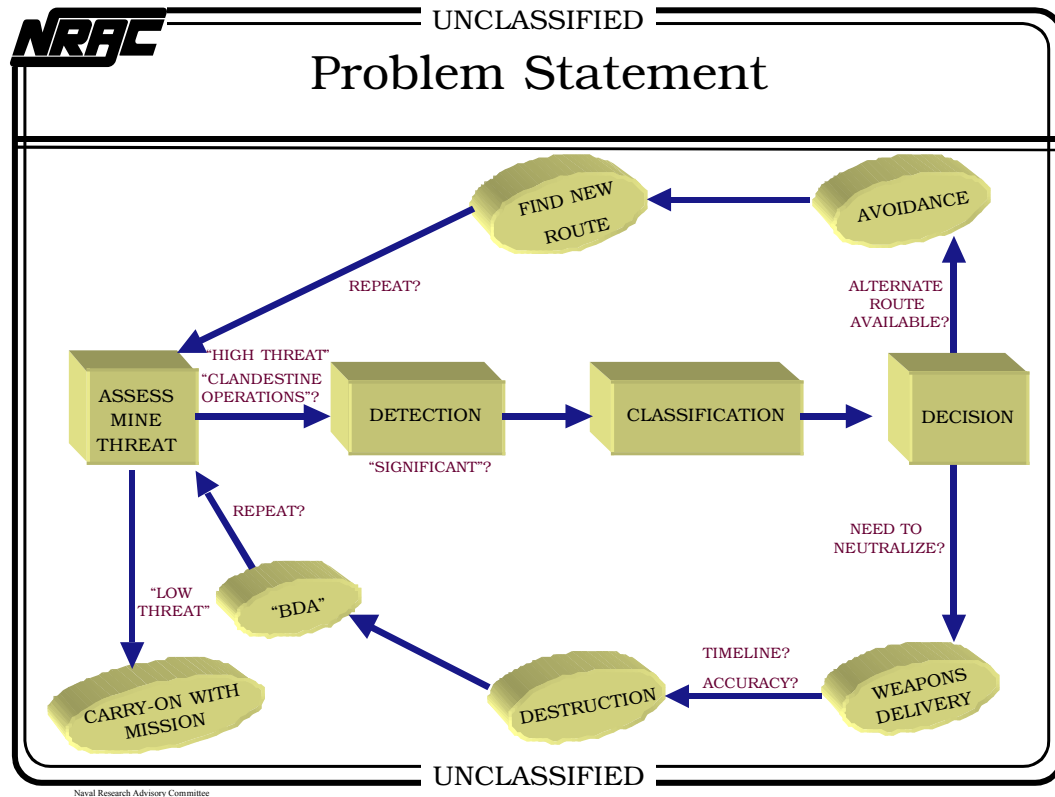 NRAC
UNCLASSIFIED
Problem Statement
FIND NEW
ROUTE
AVOIDANCE
REPEAT?
ALTERNATE
ROUTE
AVAILABLE?
“HIGH THREAT”
“CLANDESTINE
OPERATIONS”?
ASSESS
MINE
THREAT
DETECTION
CLASSIFICATION
DECISION
“SIGNIFICANT”?
REPEAT?
NEED TO
NEUTRALIZE?
“LOW
THREAT”
“BDA”
TIMELINE?
ACCURACY?
CARRY-ON WITH
MISSION
DESTRUCTION
WEAPONS
DELIVERY
UNCLASSIFIED
Naval Research Advisory Committee